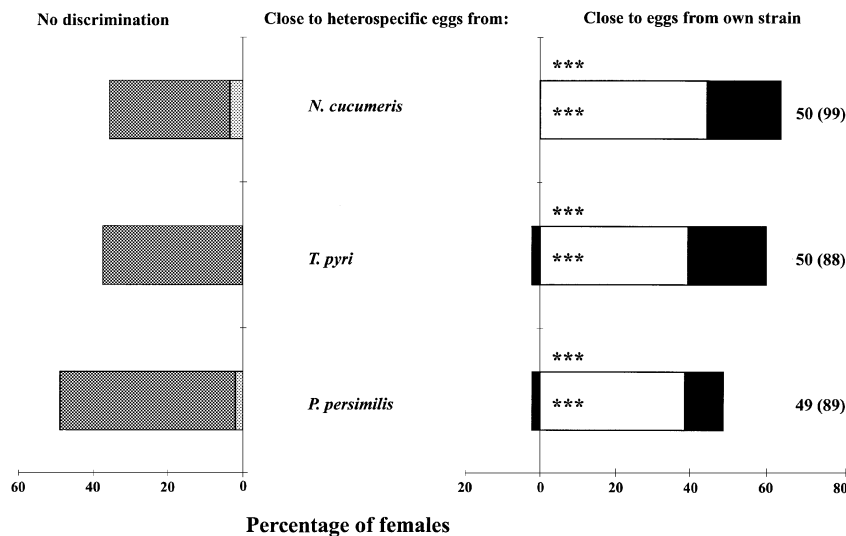 No discrimination Close to heterospecific eggs from: Close to eggs from own strain
***
N. cucumeris *** 50 (99)
***
T. pyri *** 50 (88)
***
P. persimilis *** 49 (89)
60 40 20 0 20 0 20 40 60 80
Percentage of females